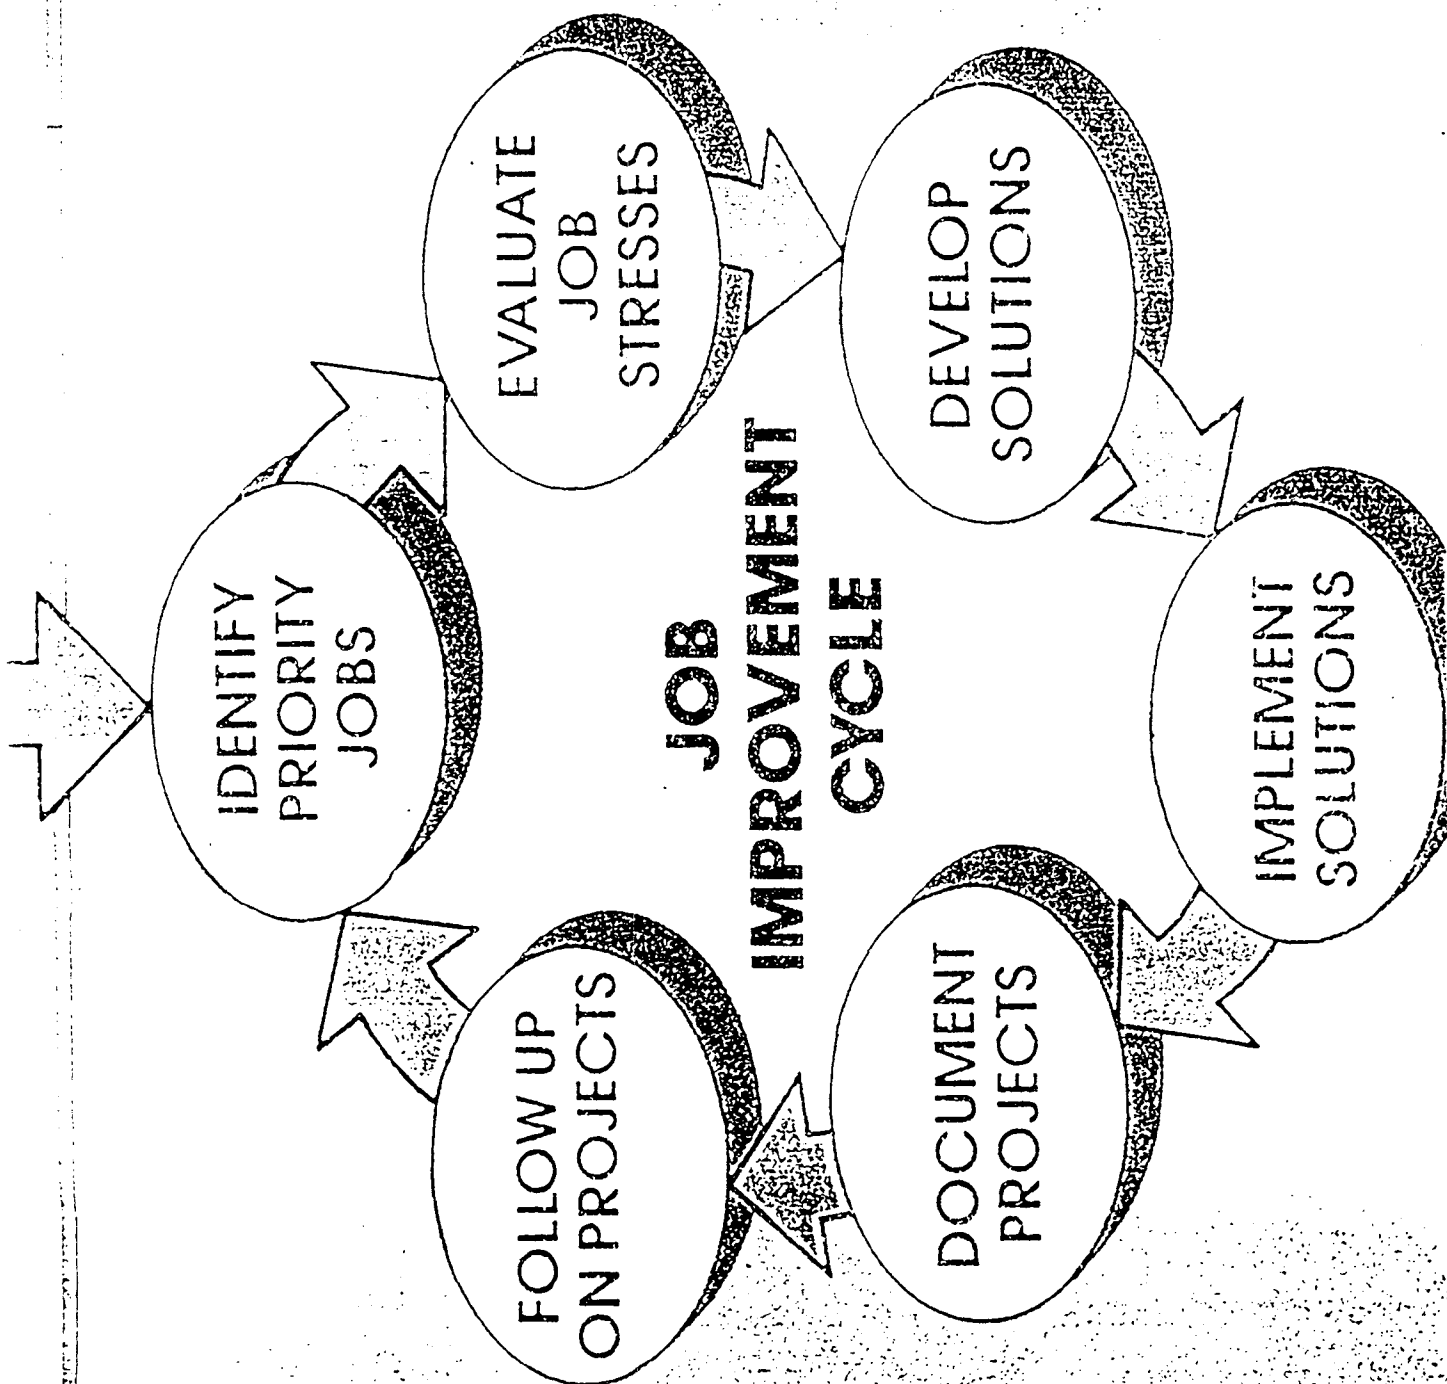 IDENTIFY
PRIORITY
JOBS
EVALUATE
JOB
STRESSES
DEVELOP
SOLUTIONS
IMPLEMENT
SOLUTIONS
DOCUMENT
PROJECTS
FOLLOW UP
ON PROJECTS
JOB
IMPROVEMENT
CYCLE